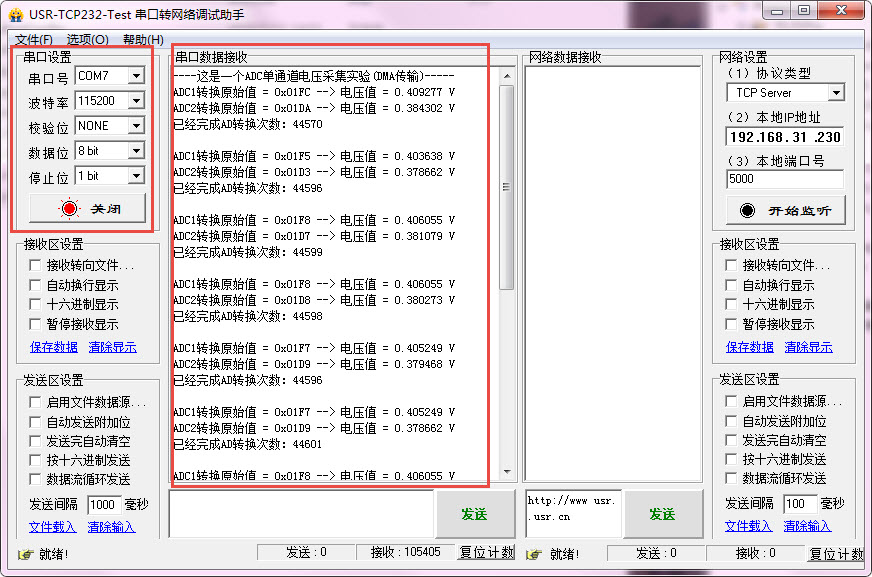 USR-TCP232-Test 串口转网络调试助手
文件(F) 选项(O) 帮助(H)
串口设置
串口号 COM7
波特率 115200
校验位 NONE
数据位 8 bit
停止位 1 bit
关闭
接收区设置
接收转向文件...
自动换行显示
十六进制显示
暂停接收显示
保存数据 清除显示
发送区设置
启用文件数据源...
自动发送附加位
发送完自动清空
按十六进制发送
数据流循环发送
发送间隔 1000 毫秒
文件载入 清除输入
就绪!
串口数据接收
----这是一个ADC单通道电压采集实验(DMA传输)-----
ADC1转换原始值 = 0x01FC --> 电压值 = 0.409277 V
ADC2转换原始值 = 0x01DA --> 电压值 = 0.384302 V
已经完成AD转换次数: 44570
ADC1转换原始值 = 0x01F5 --> 电压值 = 0.403638 V
ADC2转换原始值 = 0x01D3 --> 电压值 = 0.378662 V
已经完成AD转换次数: 44596
ADC1转换原始值 = 0x01F8 --> 电压值 = 0.406055 V
ADC2转换原始值 = 0x01D7 --> 电压值 = 0.381079 V
已经完成AD转换次数: 44599
ADC1转换原始值 = 0x01F8 --> 电压值 = 0.406055 V
ADC2转换原始值 = 0x01D8 --> 电压值 = 0.380273 V
已经完成AD转换次数: 44598
ADC1转换原始值 = 0x01F7 --> 电压值 = 0.405249 V
ADC2转换原始值 = 0x01D9 --> 电压值 = 0.379468 V
已经完成AD转换次数: 44596
ADC1转换原始值 = 0x01F7 --> 电压值 = 0.405249 V
ADC2转换原始值 = 0x01D9 --> 电压值 = 0.378662 V
已经完成AD转换次数: 44601
ADC1转换原始值 = 0x01F8 --> 电压值 = 0.406055 V
发送
发送 : 0 接收 : 105405 复位计数
网络数据接收
http://www.usr.
.usr.cn
发送
就绪!
发送 : 0 接收 : 0 复位计数
网络设置
(1) 协议类型
TCP Server
(2) 本地IP地址
192.168.31.230
(3) 本地端口号
5000
开始监听
接收区设置
接收转向文件...
自动换行显示
十六进制显示
暂停接收显示
保存数据 清除显示
发送区设置
启用文件数据源...
自动发送附加位
发送完自动清空
按十六进制发送
数据流循环发送
发送间隔 100 毫秒
文件载入 清除输入